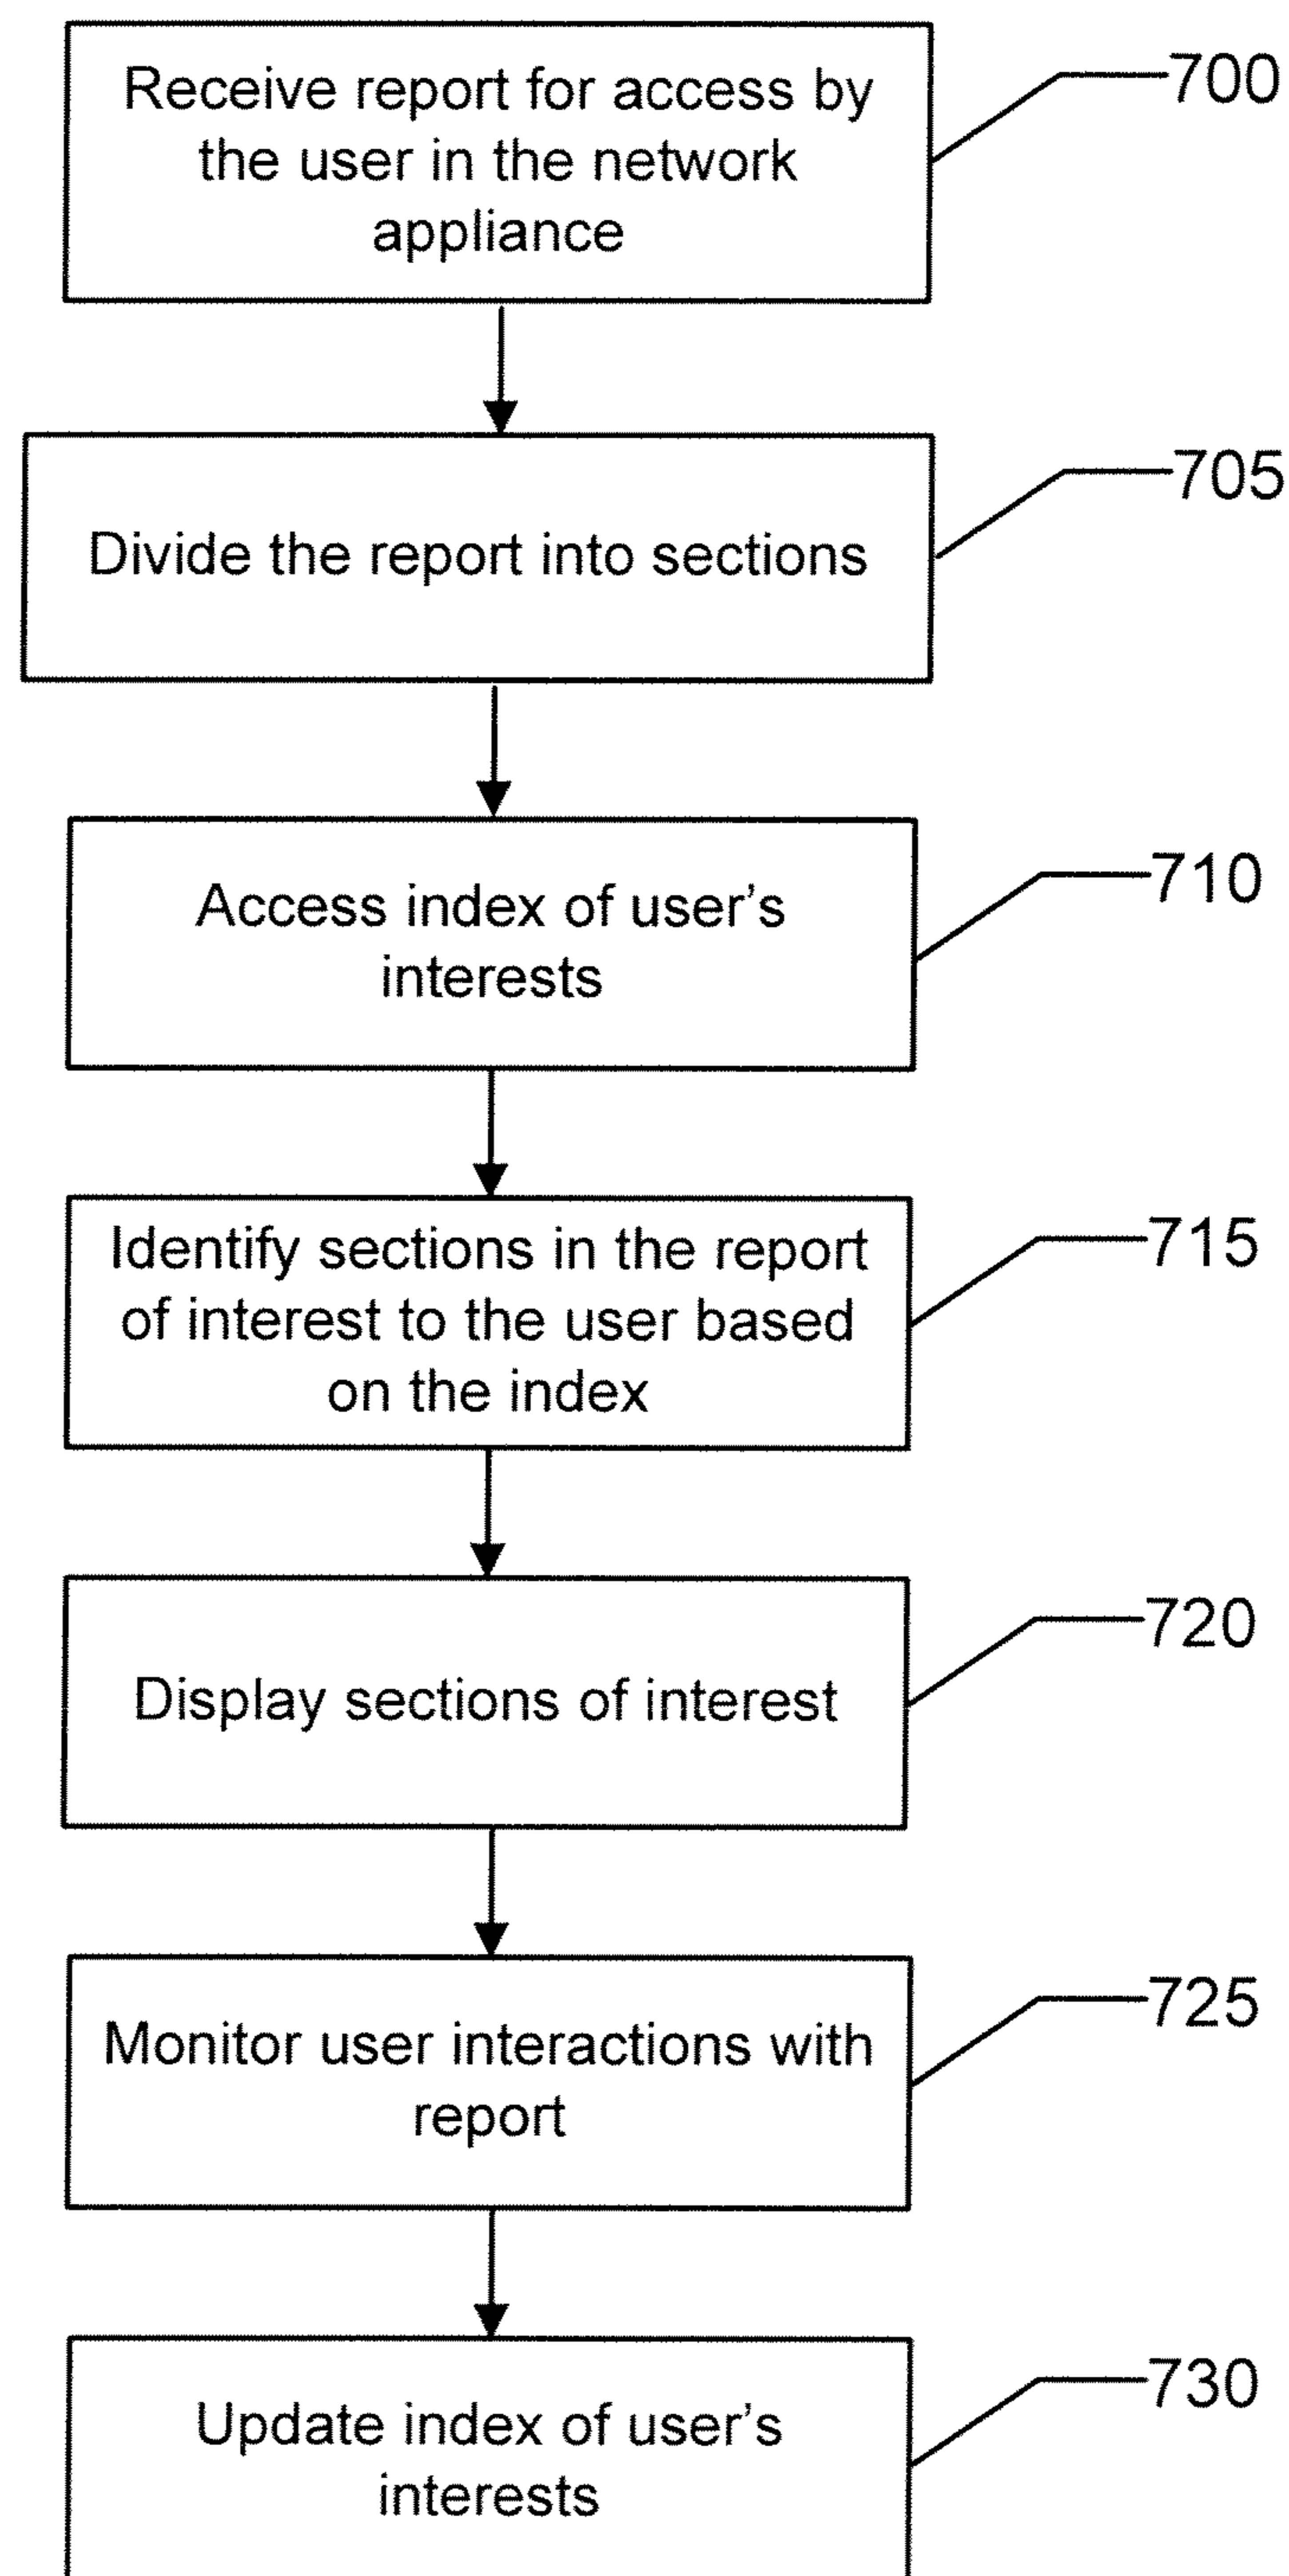 Receive report for access by
the user in the network
appliance
700
Divide the report into sections
705
Access index of user’s
interests
710
Identify sections in the report
of interest to the user based
on the index
715
Display sections of interest
720
Monitor user interactions with
report
725
Update index of user’s
interests
730